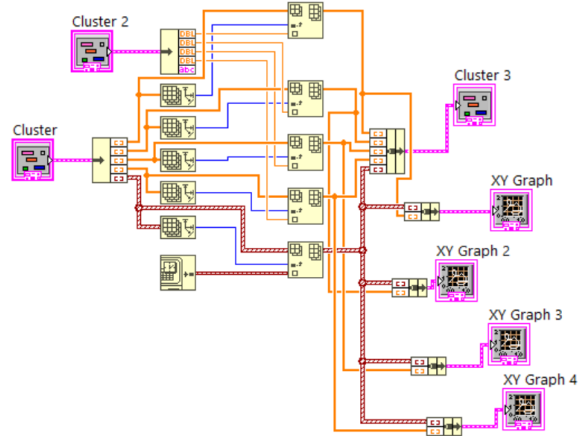 Cluster 2
DBL
DBL
DBL
DBL
abc
Cluster 3
Cluster
XY Graph
XY Graph 2
XY Graph 3
XY Graph 4